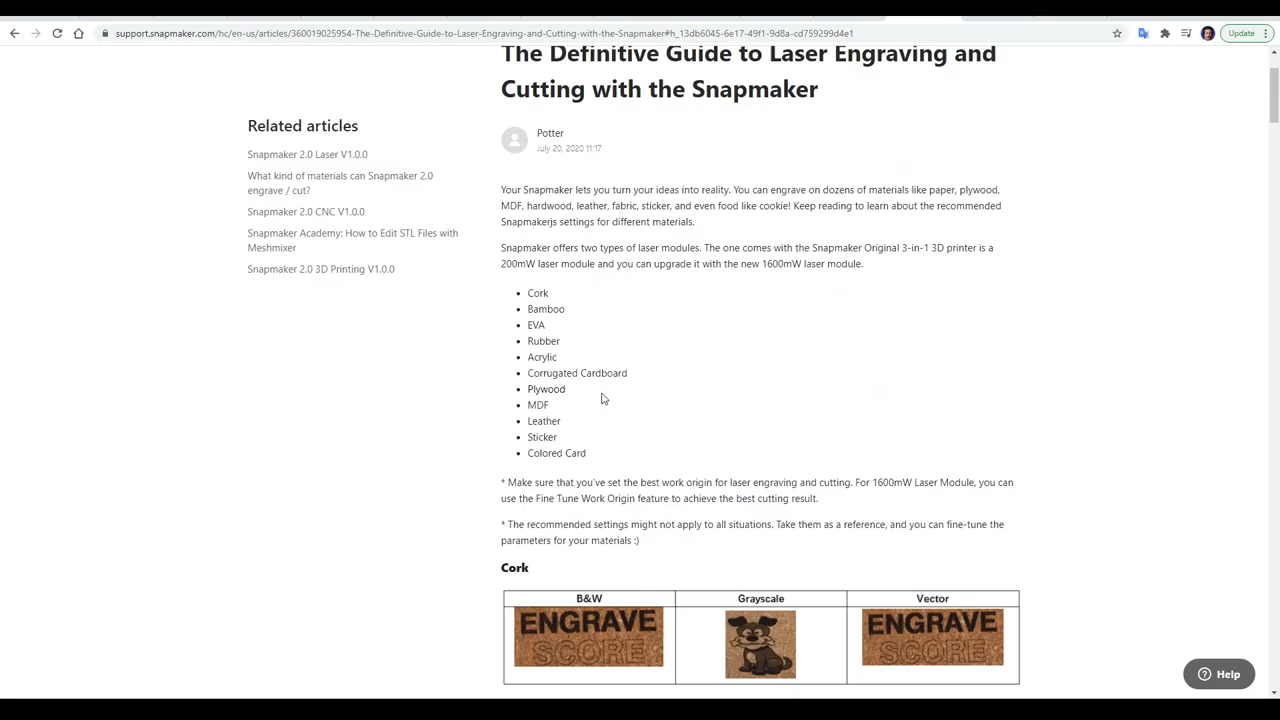 support.snapmaker.com/hc/en-us/articles/360019025954-The-Definitive-Guide-to-Laser-Engraving-and-Cutting-with-the-Snapmaker#h_13db6045-6e17-49f1-9d8a-cd759299d4e1
Update
The Definitive Guide to Laser Engraving and
Cutting with the Snapmaker
Related articles
Snapmaker 2.0 Laser V1.0.0
What kind of materials can Snapmaker 2.0
engrave / cut?
Snapmaker 2.0 CNC V1.0.0
Snapmaker Academy: How to Edit STL Files with
Meshmixer
Snapmaker 2.0 3D Printing V1.0.0
Potter
July 20, 2020 11:17
Your Snapmaker lets you turn your ideas into reality. You can engrave on dozens of materials like paper, plywood,
MDF, hardwood, leather, fabric, sticker, and even food like cookie! Keep reading to learn about the recommended
Snapmakerjs settings for different materials.
Snapmaker offers two types of laser modules. The one comes with the Snapmaker Original 3-in-1 3D printer is a
200mW laser module and you can upgrade it with the new 1600mW laser module.
• Cork
• Bamboo
• EVA
• Rubber
• Acrylic
• Corrugated Cardboard
• Plywood
• MDF
• Leather
• Sticker
• Colored Card
* Make sure that you've set the best work origin for laser engraving and cutting. For 1600mW Laser Module, you can
use the Fine Tune Work Origin feature to achieve the best cutting result.
* The recommended settings might not apply to all situations. Take them as a reference, and you can fine-tune the
parameters for your materials :)
Cork
B&W Grayscale Vector
ENGRAVE ENGRAVE
SCORE SCORE
Help